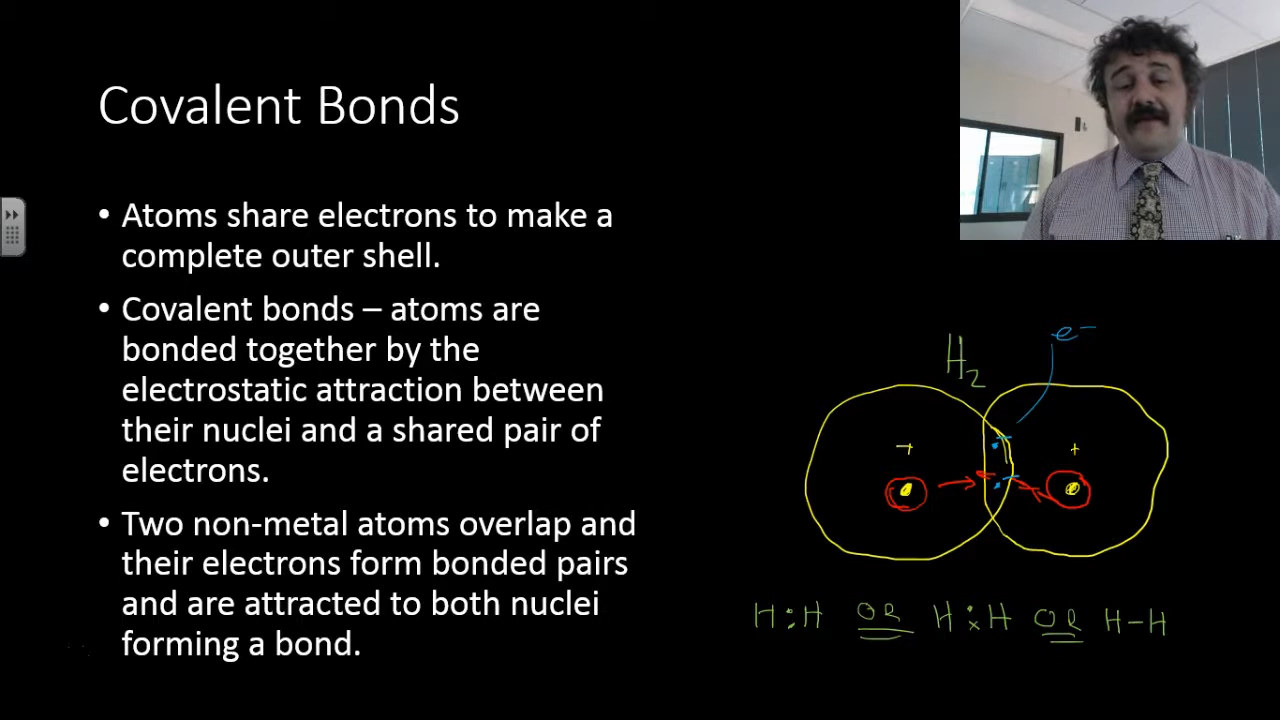 Covalent Bonds
• Atoms share electrons to make a
complete outer shell.
• Covalent bonds – atoms are
bonded together by the
electrostatic attraction between
their nuclei and a shared pair of
electrons.
• Two non-metal atoms overlap and
their electrons form bonded pairs
and are attracted to both nuclei
forming a bond.
e⁻
H₂
+ +
H:H OR H:xH OR H–H